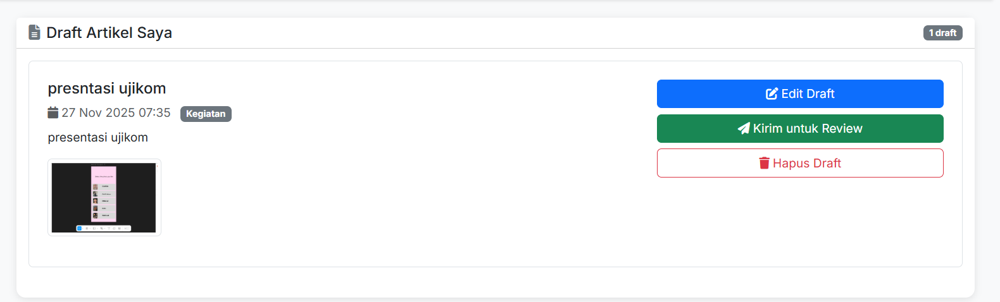 Draft Artikel Saya
1 draft
presntasi ujikom
27 Nov 2025 07:35 Kegiatan
presentasi ujikom
Edit Draft
Kirim untuk Review
Hapus Draft